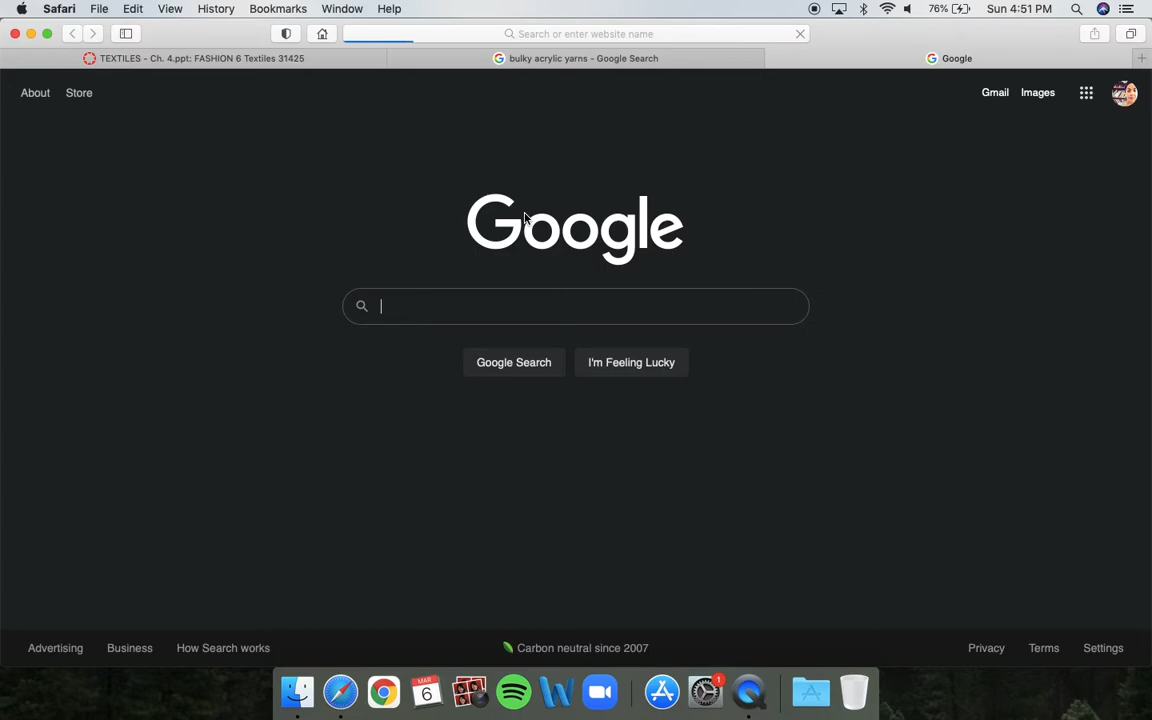 Safari File Edit View History Bookmarks Window Help 76% Sun 4:51 PM
Search or enter website name
TEXTILES - Ch. 4.ppt: FASHION 6 Textiles 31425 bulky acrylic yarns - Google Search Google
About Store Gmail Images
Google
Google Search I'm Feeling Lucky
Advertising Business How Search works Carbon neutral since 2007 Privacy Terms Settings
MAR
6
1